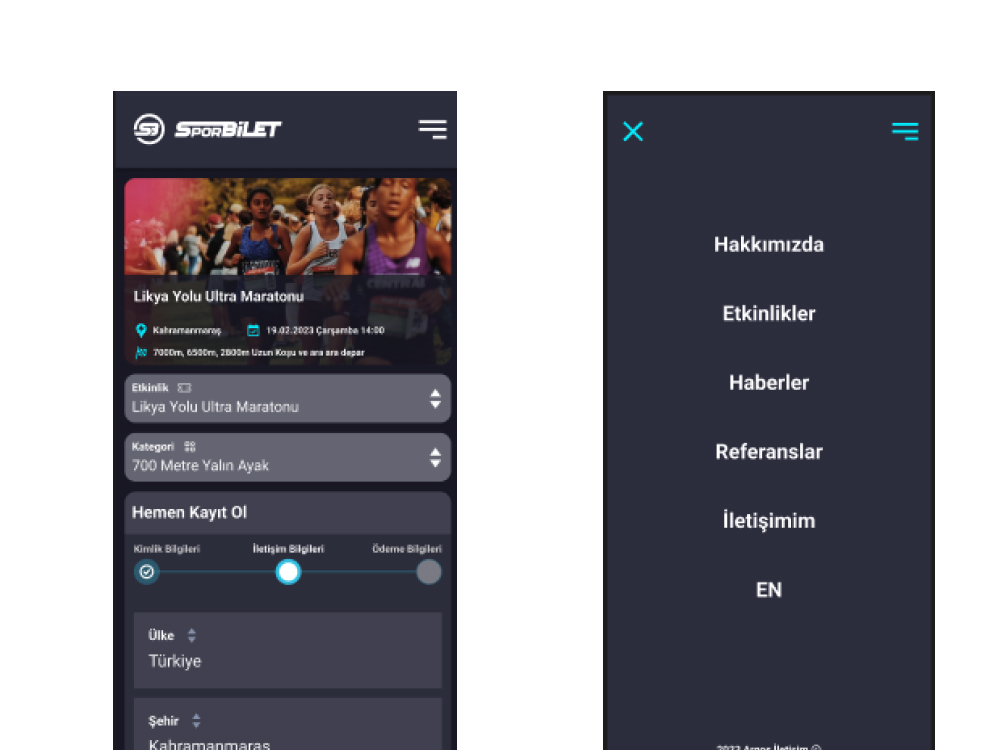 SPORBİLET
Likya Yolu Ultra Maratonu
Kahramanmaraş 19.02.2023 Çarşamba 14:00
7000m, 6500m, 2800m Uzun Koşu ve ara ara depar
Etkinlik
Likya Yolu Ultra Maratonu
Kategori
700 Metre Yalın Ayak
Hemen Kayıt Ol
Kimlik Bilgileri İletişim Bilgileri Ödeme Bilgileri
Ülke
Türkiye
Şehir
Kahramanmaraş
Hakkımızda
Etkinlikler
Haberler
Referanslar
İletişimim
EN
2023 Argos İletişim ©